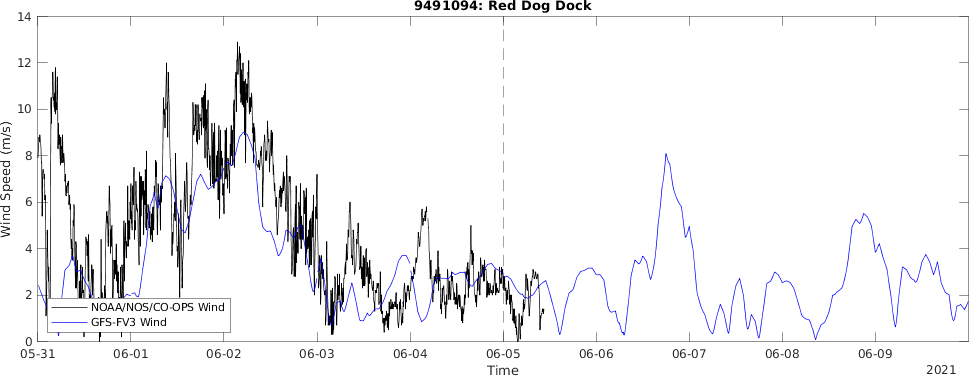 9491094: Red Dog Dock
14
12
10
8
6
4
2
0
Wind Speed (m/s)
NOAA/NOS/CO-OPS Wind
GFS-FV3 Wind
05-31 06-01 06-02 06-03 06-04 06-05 06-06 06-07 06-08 06-09
Time
2021